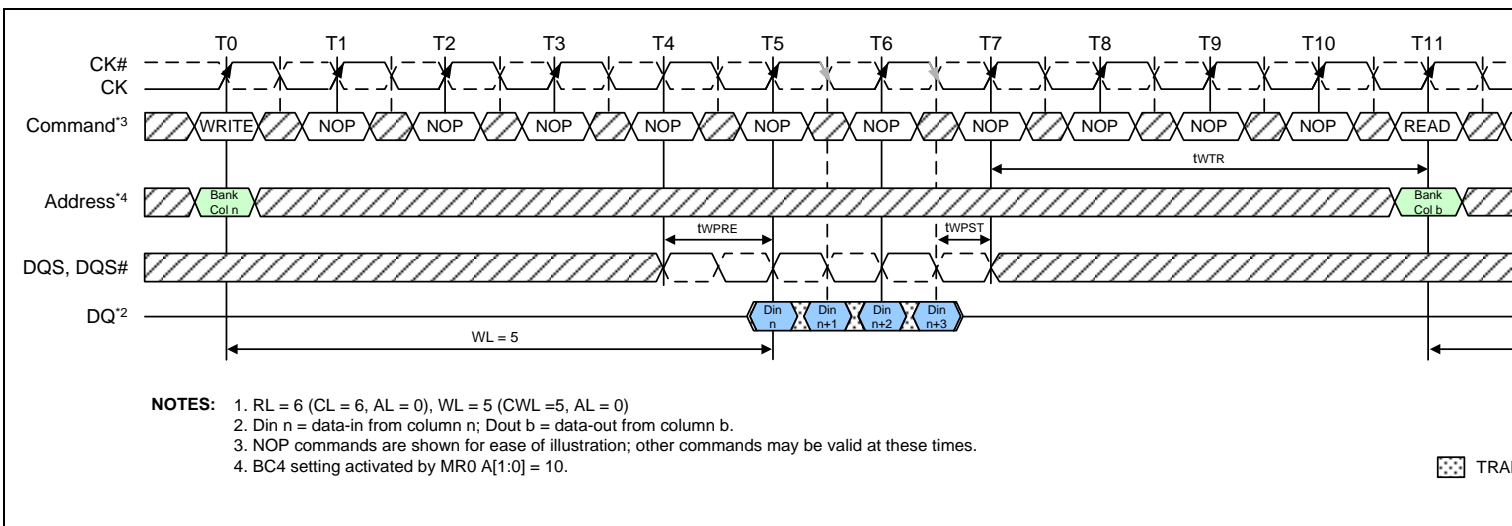 T0 T1 T2 T3 T4 T5 T6 T7 T8 T9 T10 T11
CK#
CK
Command*3 WRITE NOP NOP NOP NOP NOP NOP NOP NOP NOP NOP READ
tWTR
Address*4 Bank Col n Bank Col b
tWPRE tWPST
DQS, DQS#
DQ*2 Din n Din n+1 Din n+2 Din n+3
WL = 5
NOTES: 1. RL = 6 (CL = 6, AL = 0), WL = 5 (CWL =5, AL = 0)
2. Din n = data-in from column n; Dout b = data-out from column b.
3. NOP commands are shown for ease of illustration; other commands may be valid at these times.
4. BC4 setting activated by MR0 A[1:0] = 10.